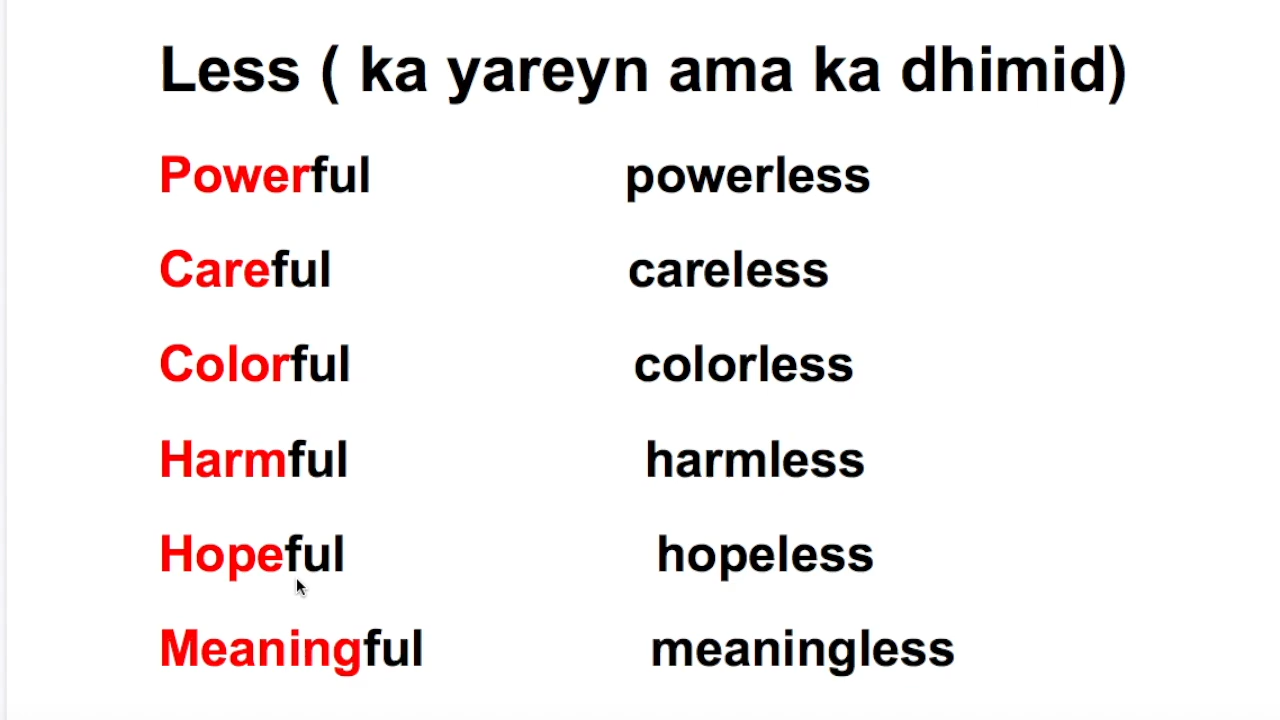 Less ( ka yareyn ama ka dhimid)
Powerful powerless
Careful careless
Colorful colorless
Harmful harmless
Hopeful hopeless
Meaningful meaningless